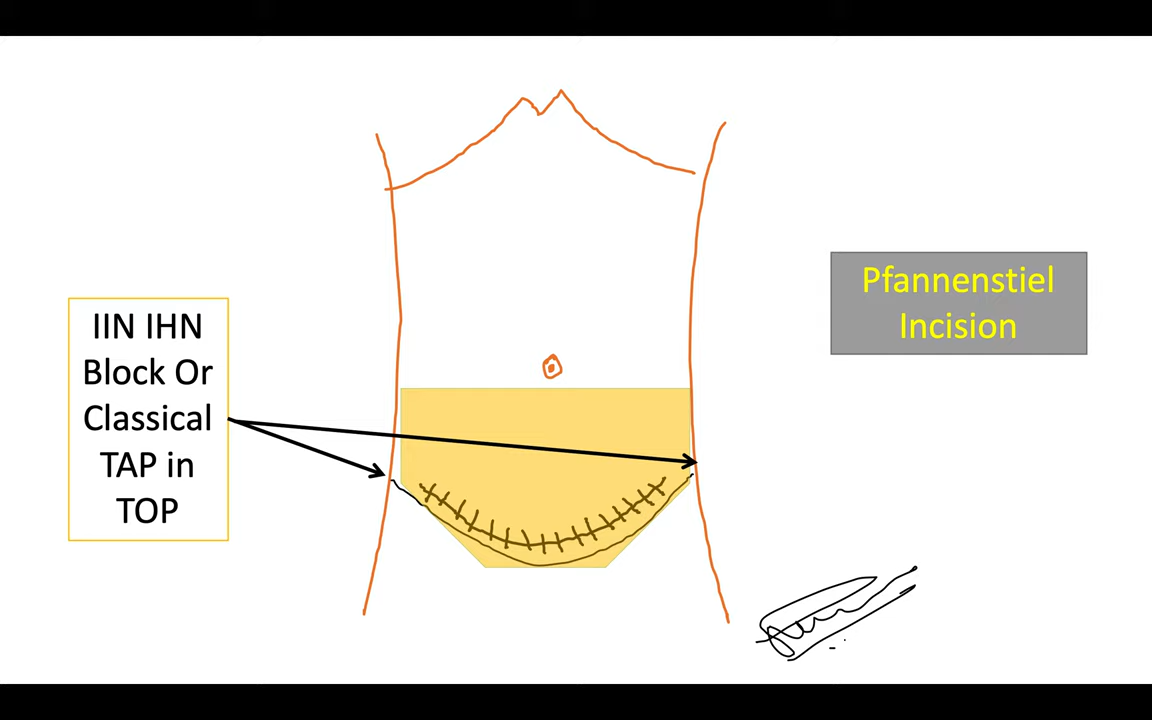 Pfannenstiel
Incision
IIN IHN
Block Or
Classical
TAP in
TOP